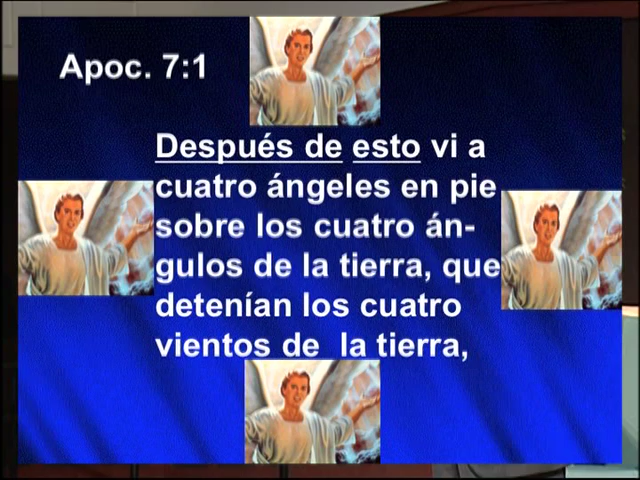 Apoc. 7:1
Después de esto vi a
cuatro ángeles en pie
sobre los cuatro án-
gulos de la tierra, que
detenían los cuatro
vientos de la tierra,